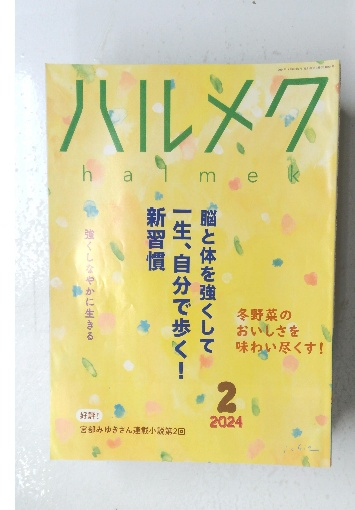 ハルメク
halmek
脳と体を強くして
一生、自分で歩く!
新習慣
強くしなやかに生きる
冬野菜の
おいしさを
味わい尽くす!
2
2024
好評!
宮部みゆきさん連載小説第2回